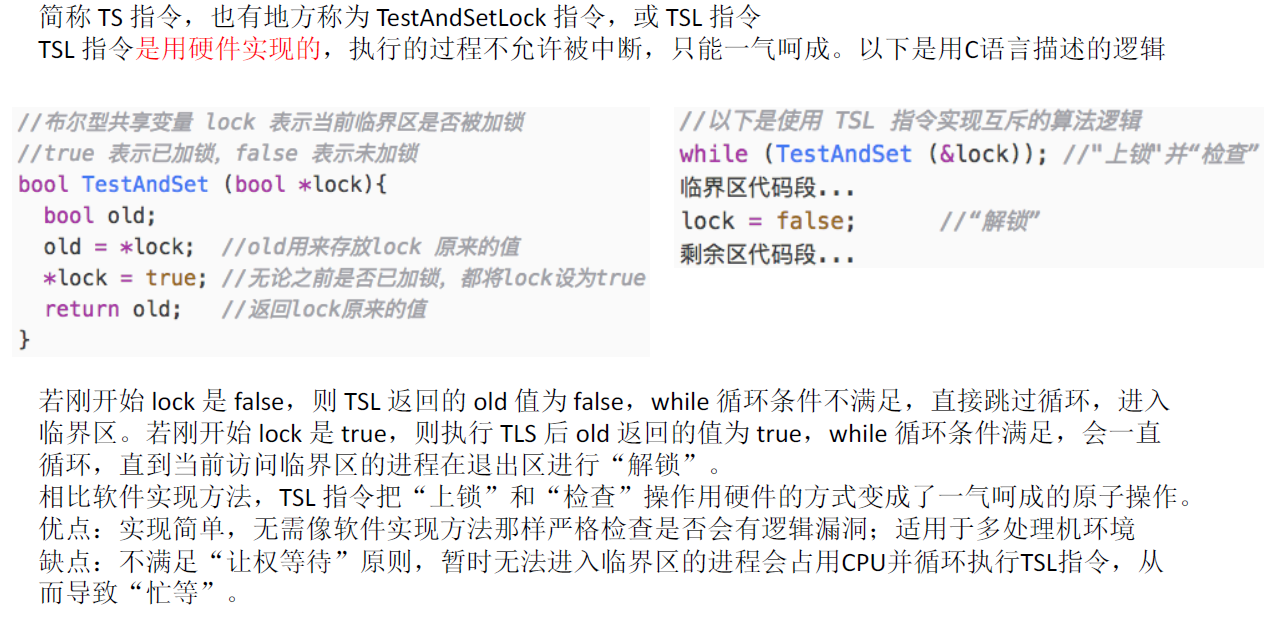 简称 TS 指令，也有地方称为 TestAndSetLock 指令，或 TSL 指令
TSL 指令是用硬件实现的，执行的过程不允许被中断，只能一气呵成。以下是用C语言描述的逻辑
//布尔型共享变量 lock 表示当前临界区是否被加锁
//true 表示已加锁，false 表示未加锁
bool TestAndSet (bool *lock){
  bool old;
  old = *lock;  //old用来存放lock 原来的值
  *lock = true; //无论之前是否已加锁，都将lock设为true
  return old;   //返回lock原来的值
}
//以下是使用 TSL 指令实现互斥的算法逻辑
while (TestAndSet (&lock)); //"上锁"并“检查”
临界区代码段...
lock = false;      //“解锁”
剩余区代码段...
若刚开始 lock 是 false，则 TSL 返回的 old 值为 false，while 循环条件不满足，直接跳过循环，进入
临界区。若刚开始 lock 是 true，则执行 TLS 后 old 返回的值为 true，while 循环条件满足，会一直
循环，直到当前访问临界区的进程在退出区进行“解锁”。
相比软件实现方法，TSL 指令把“上锁”和“检查”操作用硬件的方式变成了一气呵成的原子操作。
优点：实现简单，无需像软件实现方法那样严格检查是否会有逻辑漏洞；适用于多处理机环境
缺点：不满足“让权等待”原则，暂时无法进入临界区的进程会占用CPU并循环执行TSL指令，从
而导致“忙等”。